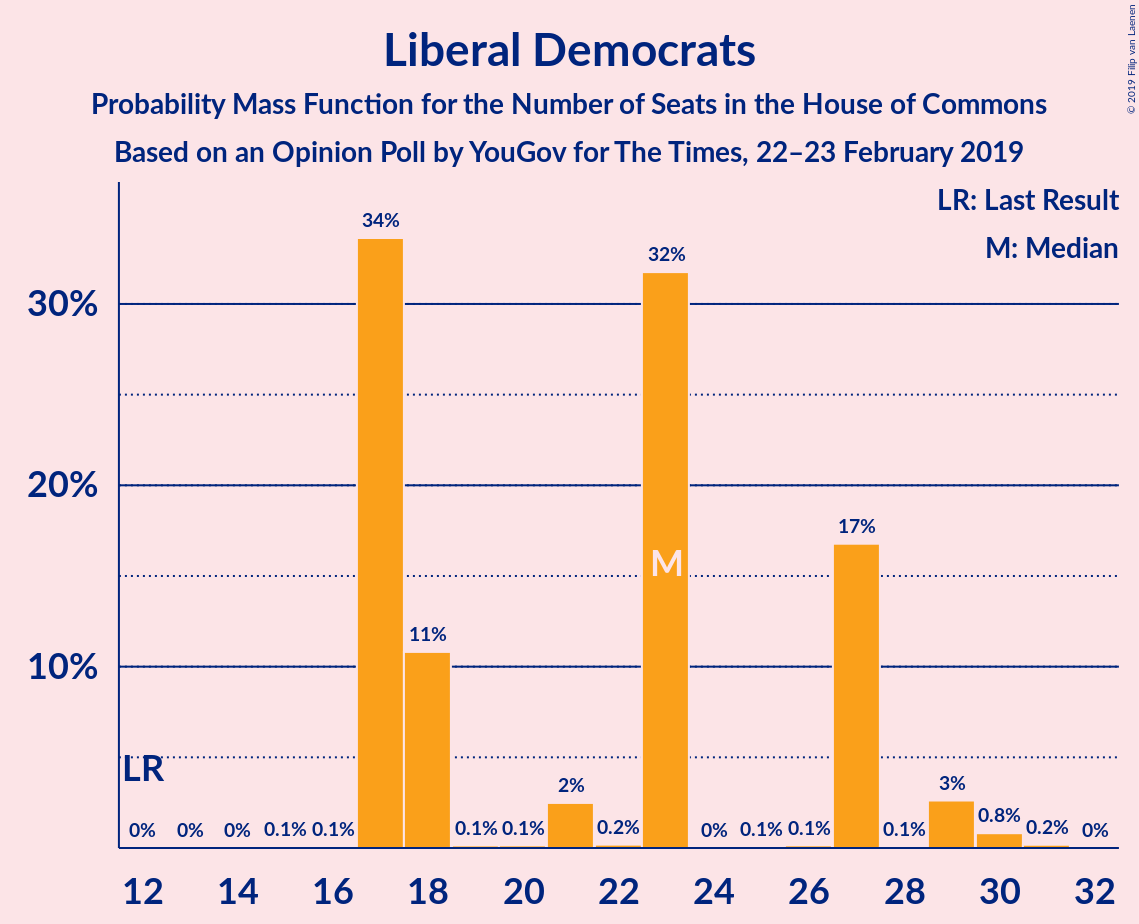 Liberal Democrats
Probability Mass Function for the Number of Seats in the House of Commons
Based on an Opinion Poll by YouGov for The Times, 22–23 February 2019
© 2019 Filip van Laenen
LR: Last Result
M: Median
34%
32%
30%
20%
17%
M
11%
10%
LR
0% 0% 0% 0.1% 0.1% 0.1% 0.1% 2% 0.2% 0% 0.1% 0.1% 0.1% 3% 0.8% 0.2% 0%
12 14 16 18 20 22 24 26 28 30 32